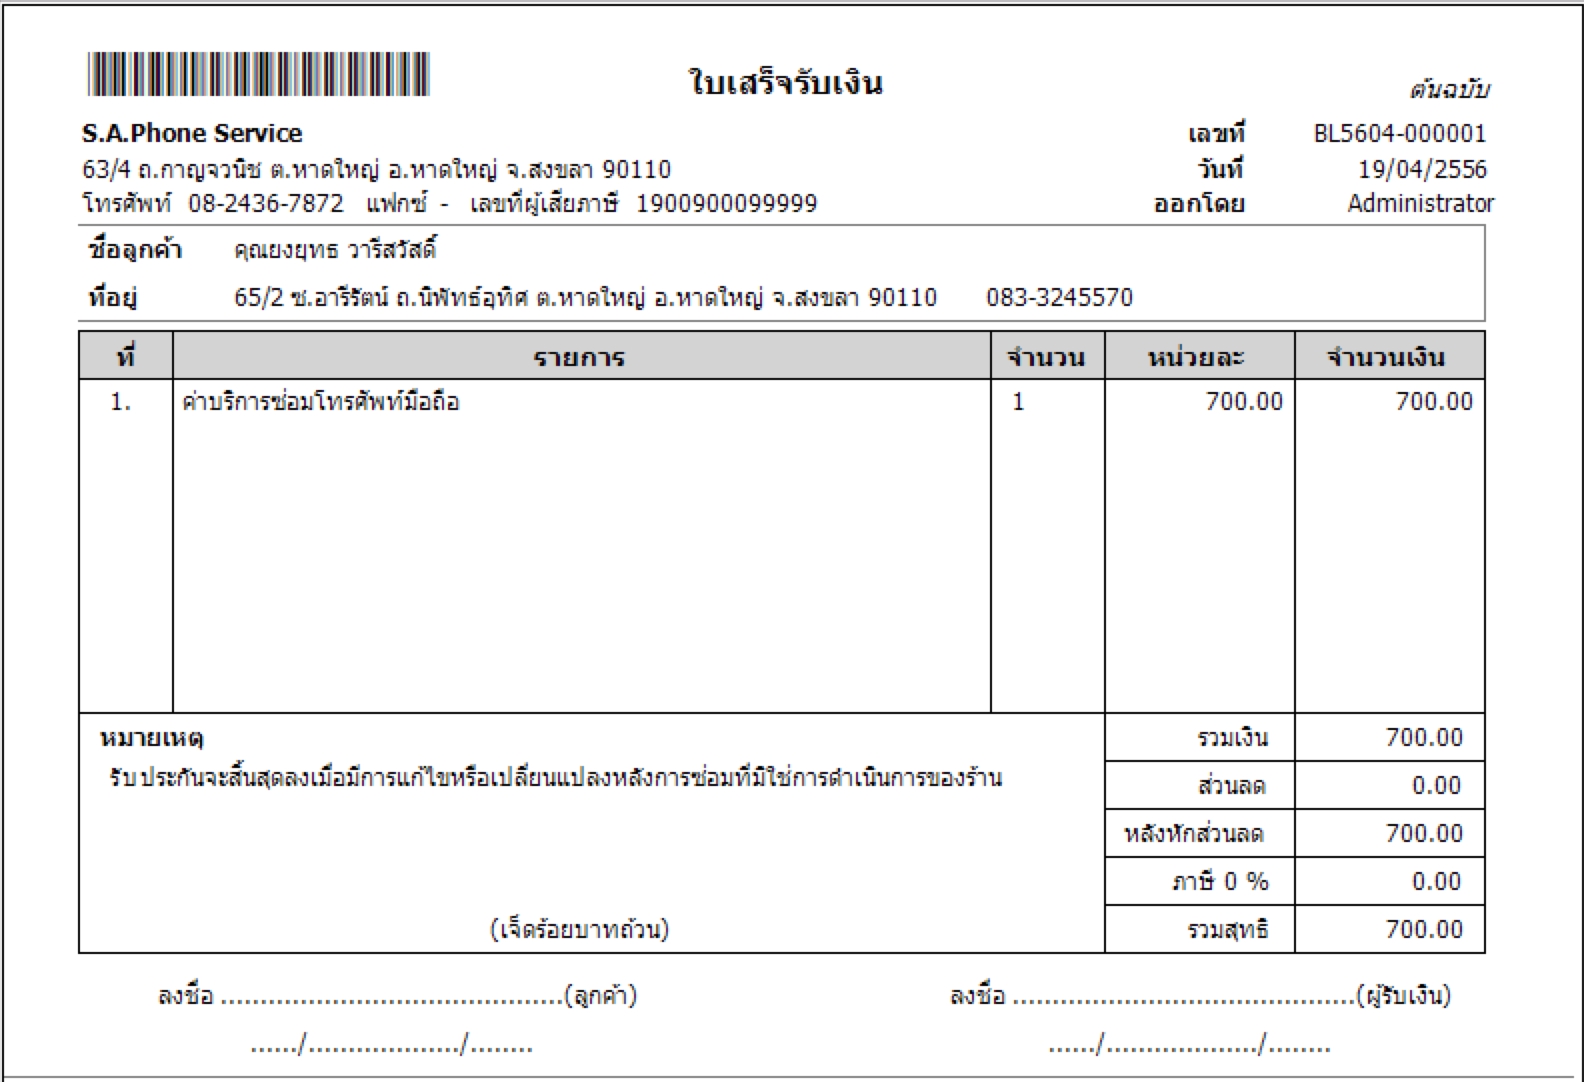 ใบเสร็จรับเงิน
ต้นฉบับ
S.A.Phone Service เลขที่ BL5604-000001
63/4 ถ.กาญจวนิช ต.หาดใหญ่ อ.หาดใหญ่ จ.สงขลา 90110 วันที่ 19/04/2556
โทรศัพท์ 08-2436-7872 แฟกซ์ - เลขที่ผู้เสียภาษี 1900900099999 ออกโดย Administrator
ชื่อลูกค้า คุณยงยุทธ วารีสวัสดิ์
ที่อยู่ 65/2 ซ.อารีรัตน์ ถ.นิพัทธ์อุทิศ ต.หาดใหญ่ อ.หาดใหญ่ จ.สงขลา 90110 083-3245570
ที่ รายการ จำนวน หน่วยละ จำนวนเงิน
1. ค่าบริการซ่อมโทรศัพท์มือถือ 1 700.00 700.00
หมายเหตุ รวมเงิน 700.00
รับประกันจะสิ้นสุดลงเมื่อมีการแก้ไขหรือเปลี่ยนแปลงหลังการซ่อมที่มิใช่การดำเนินการของร้าน
ส่วนลด 0.00
หลังหักส่วนลด 700.00
ภาษี 0 % 0.00
(เจ็ดร้อยบาทถ้วน) รวมสุทธิ 700.00
ลงชื่อ ...........................................(ลูกค้า) ลงชื่อ ...........................................(ผู้รับเงิน)
....../.................../........ ....../.................../........